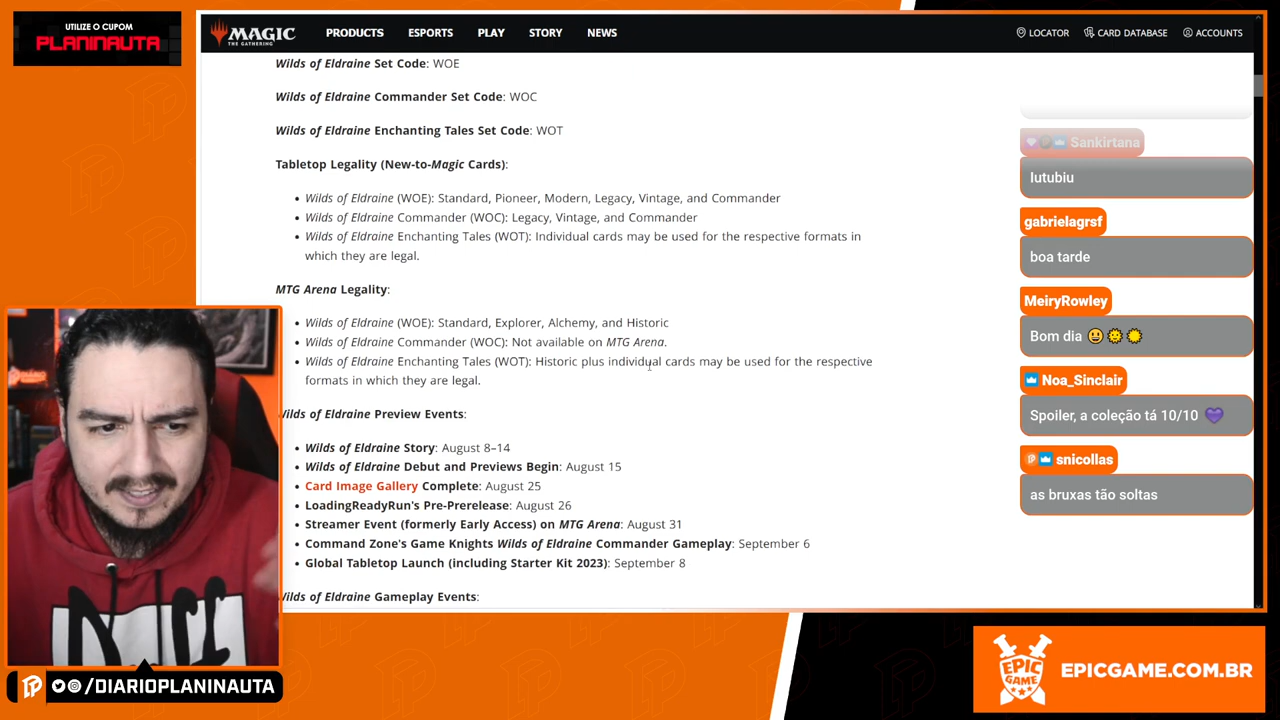 UTILIZE O CUPOM
PLANINAUTA
MAGIC
THE GATHERING
PRODUCTS
ESPORTS
PLAY
STORY
NEWS
LOCATOR
CARD DATABASE
ACCOUNTS
Wilds of Eldraine Set Code: WOE
Wilds of Eldraine Commander Set Code: WOC
Wilds of Eldraine Enchanting Tales Set Code: WOT
Tabletop Legality (New-to-Magic Cards):
• Wilds of Eldraine (WOE): Standard, Pioneer, Modern, Legacy, Vintage, and Commander
• Wilds of Eldraine Commander (WOC): Legacy, Vintage, and Commander
• Wilds of Eldraine Enchanting Tales (WOT): Individual cards may be used for the respective formats in
which they are legal.
MTG Arena Legality:
• Wilds of Eldraine (WOE): Standard, Explorer, Alchemy, and Historic
• Wilds of Eldraine Commander (WOC): Not available on MTG Arena.
• Wilds of Eldraine Enchanting Tales (WOT): Historic plus individual cards may be used for the respective
formats in which they are legal.
Wilds of Eldraine Preview Events:
• Wilds of Eldraine Story: August 8–14
• Wilds of Eldraine Debut and Previews Begin: August 15
• Card Image Gallery Complete: August 25
• LoadingReadyRun's Pre-Prerelease: August 26
• Streamer Event (formerly Early Access) on MTG Arena: August 31
• Command Zone's Game Knights Wilds of Eldraine Commander Gameplay: September 6
• Global Tabletop Launch (including Starter Kit 2023): September 8
Wilds of Eldraine Gameplay Events:
Sankirtana
lutubiu
gabrielagrsf
boa tarde
MeiryRowley
Bom dia 😀 🌞 🌞
Noa_Sinclair
Spoiler, a coleção tá 10/10 💜
snicollas
as bruxas tão soltas
/DIARIOPLANINAUTA
EPIC
GAME
EPICGAME.COM.BR